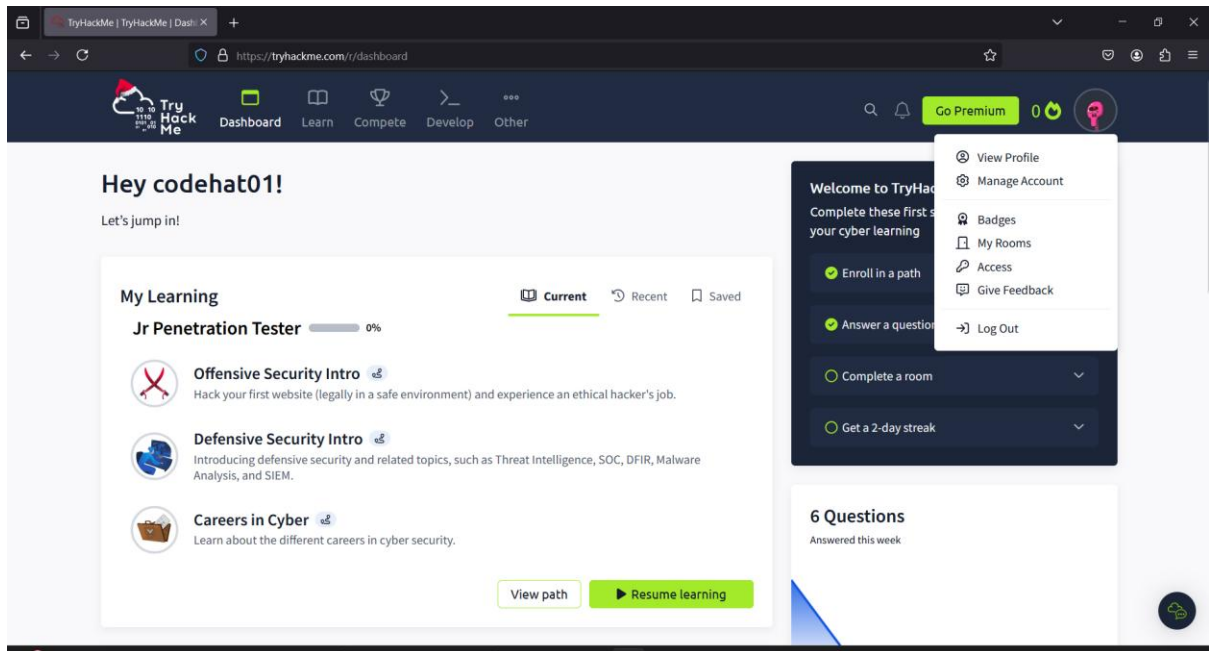 TryHackMe | TryHackMe | Dash
https://tryhackme.com/r/dashboard
Try
Hack
Me
Dashboard
Learn
Compete
Develop
Other
Go Premium
0
View Profile
Manage Account
Badges
My Rooms
Access
Give Feedback
Log Out
Hey codehat01!
Let's jump in!
My Learning
Current
Recent
Saved
Jr Penetration Tester
0%
Offensive Security Intro
Hack your first website (legally in a safe environment) and experience an ethical hacker's job.
Defensive Security Intro
Introducing defensive security and related topics, such as Threat Intelligence, SOC, DFIR, Malware
Analysis, and SIEM.
Careers in Cyber
Learn about the different careers in cyber security.
View path
Resume learning
Welcome to TryHac
Complete these first s
your cyber learning
Enroll in a path
Answer a question
Complete a room
Get a 2-day streak
6 Questions
Answered this week